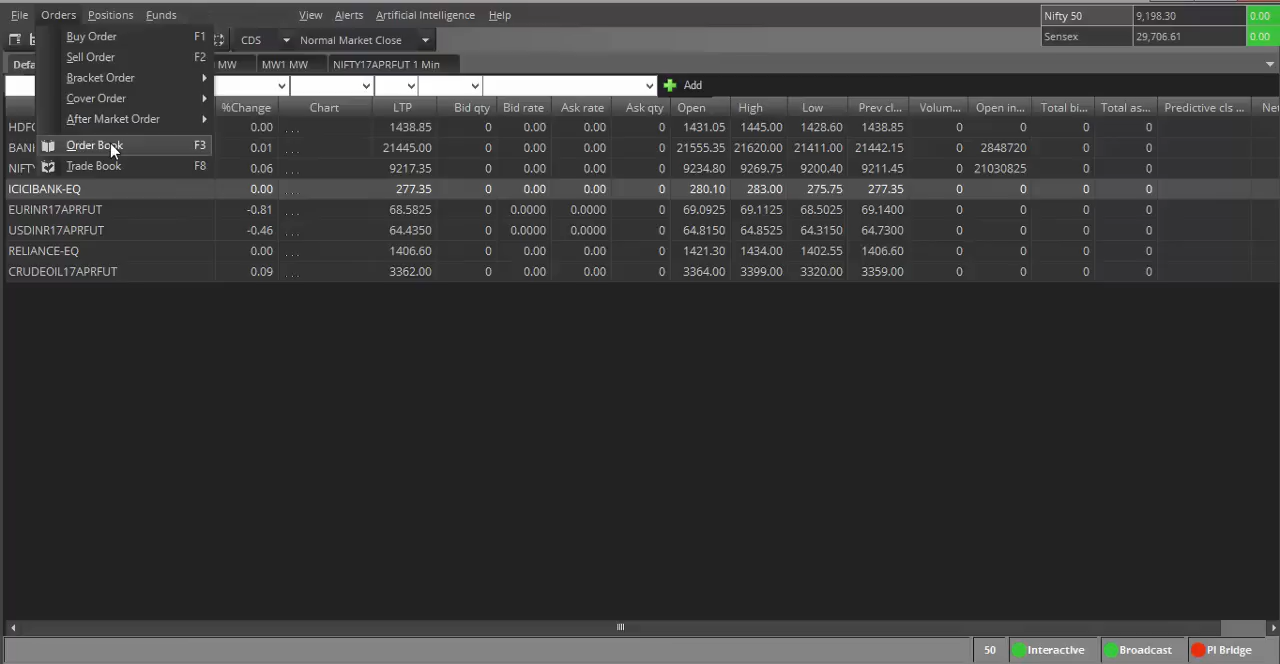 File Orders Positions Funds View Alerts Artificial Intelligence Help
Nifty 50 9,198.30 0.00
Sensex 29,706.61 0.00
Buy Order F1
Sell Order F2
Bracket Order
Cover Order
After Market Order
Order Book F3
Trade Book F8
CDS Normal Market Close
Defa MW MW1 MW NIFTY17APRFUT 1 Min
Add
%Change Chart LTP Bid qty Bid rate Ask rate Ask qty Open High Low Prev cl... Volum... Open in... Total bi... Total as... Predictive cls ... Ne
HDFC 0.00 ... 1438.85 0 0.00 0.00 0 1431.05 1445.00 1428.60 1438.85 0 0 0 0
BANK 0.01 ... 21445.00 0 0.00 0.00 0 21555.35 21620.00 21411.00 21442.15 0 2848720 0 0
NIFTY 0.06 ... 9217.35 0 0.00 0.00 0 9234.80 9269.75 9200.40 9211.45 0 21030825 0 0
ICICIBANK-EQ 0.00 ... 277.35 0 0.00 0.00 0 280.10 283.00 275.75 277.35 0 0 0 0
EURINR17APRFUT -0.81 ... 68.5825 0 0.0000 0.0000 0 69.0925 69.1125 68.5025 69.1400 0 0 0 0
USDINR17APRFUT -0.46 ... 64.4350 0 0.0000 0.0000 0 64.8150 64.8525 64.3150 64.7300 0 0 0 0
RELIANCE-EQ 0.00 ... 1406.60 0 0.00 0.00 0 1421.30 1434.00 1402.55 1406.60 0 0 0 0
CRUDEOIL17APRFUT 0.09 ... 3362.00 0 0.00 0.00 0 3364.00 3399.00 3320.00 3359.00 0 0 0 0
50 Interactive Broadcast PI Bridge